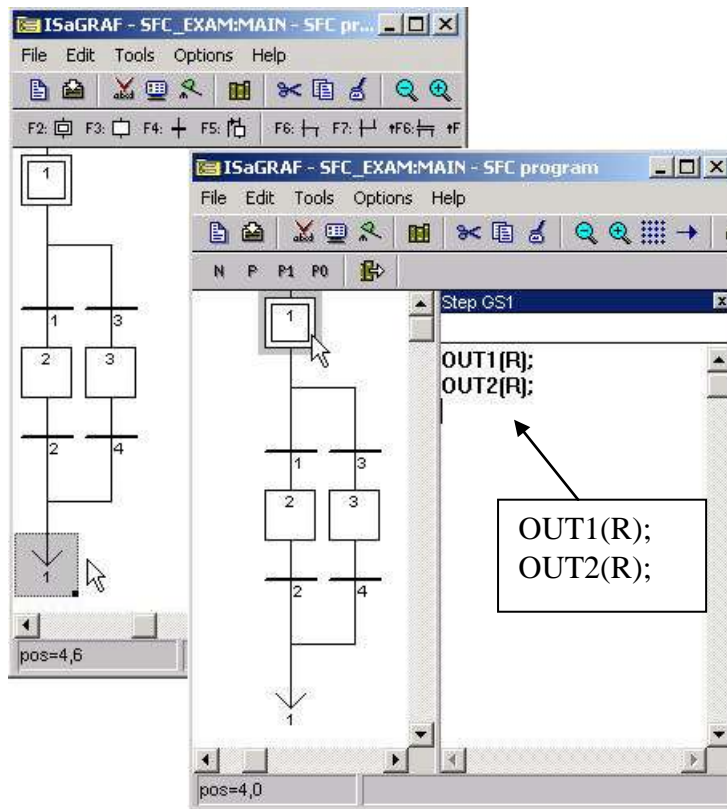 ISaGRAF - SFC_EXAM:MAIN - SFC pr...
File Edit Tools Options Help
F2: F3: F4: F5: F6: F7: F6: F
1
1 3
2 3
2 4
1
pos=4,6
ISaGRAF - SFC_EXAM:MAIN - SFC program
File Edit Tools Options Help
N P P1 P0
1
1 3
2 3
2 4
1
pos=4,0
Step GS1
OUT1(R);
OUT2(R);
OUT1(R);
OUT2(R);